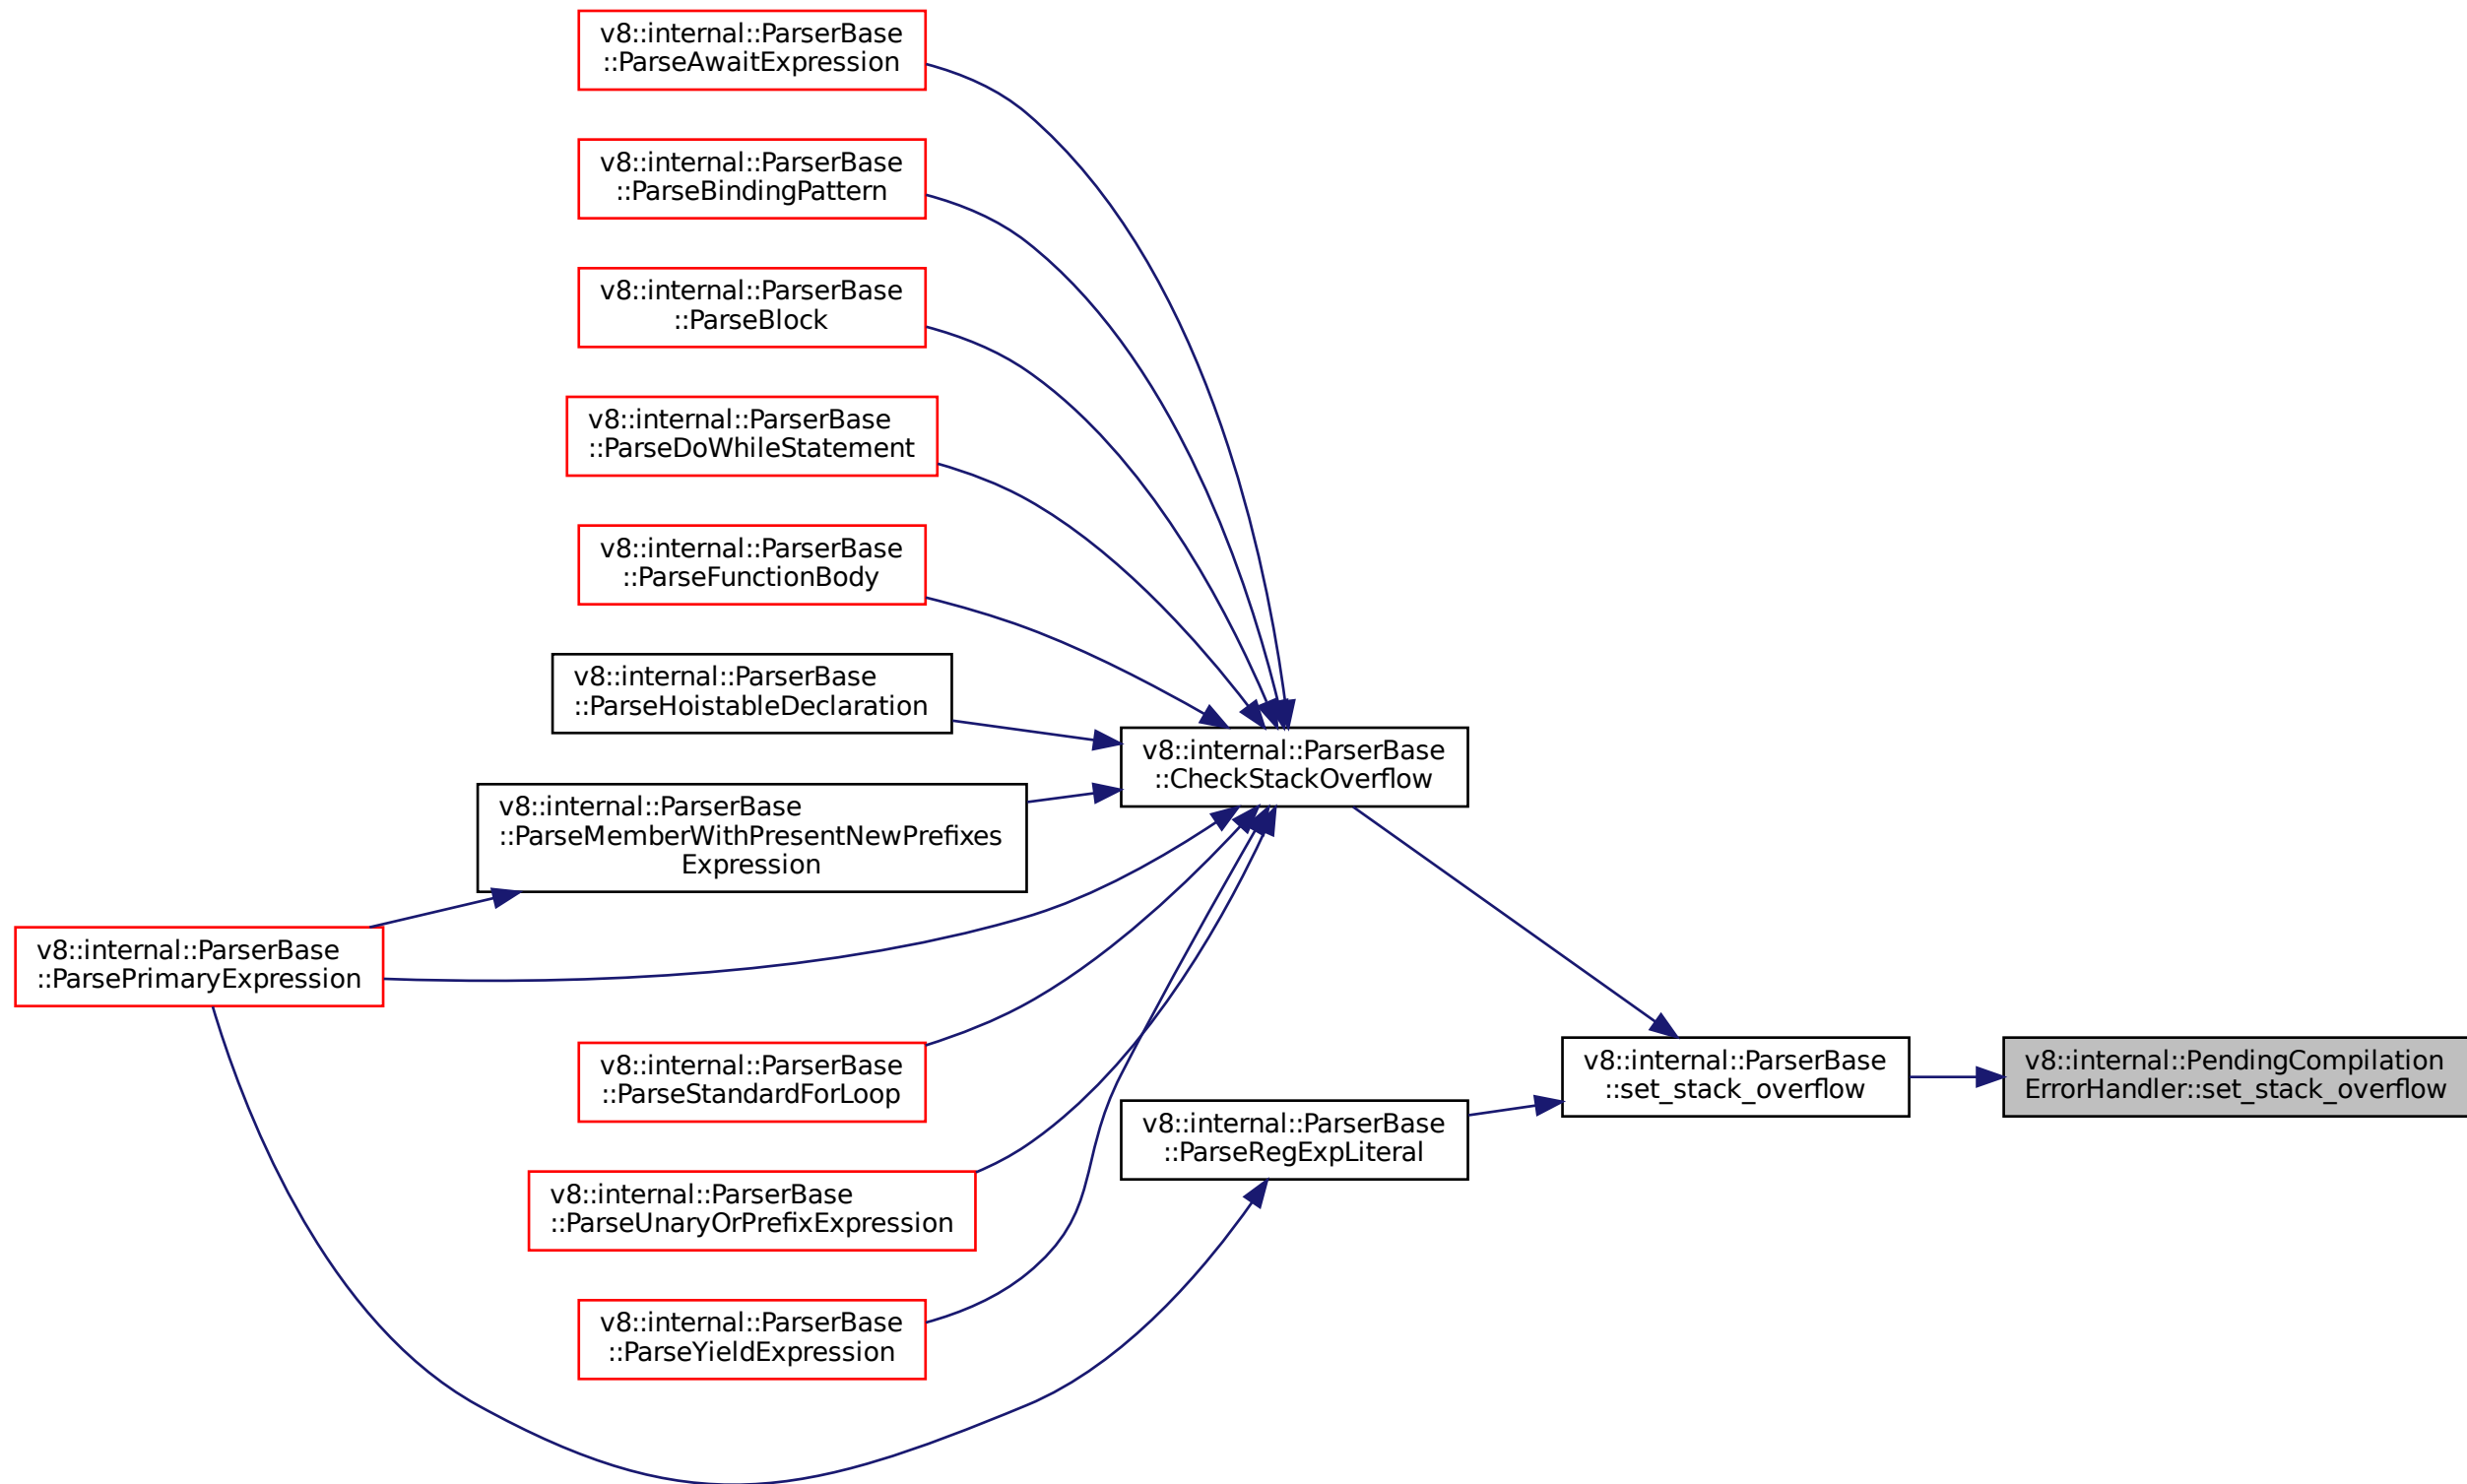 v8::internal::ParserBase
::ParseAwaitExpression
v8::internal::ParserBase
::ParseBindingPattern
v8::internal::ParserBase
::ParseBlock
v8::internal::ParserBase
::ParseDoWhileStatement
v8::internal::ParserBase
::ParseFunctionBody
v8::internal::ParserBase
::ParseHoistableDeclaration
v8::internal::ParserBase
::CheckStackOverflow
v8::internal::ParserBase
::ParseMemberWithPresentNewPrefixes
Expression
v8::internal::ParserBase
::ParsePrimaryExpression
v8::internal::ParserBase
::ParseStandardForLoop
v8::internal::ParserBase
::set_stack_overflow
v8::internal::PendingCompilation
ErrorHandler::set_stack_overflow
v8::internal::ParserBase
::ParseRegExpLiteral
v8::internal::ParserBase
::ParseUnaryOrPrefixExpression
v8::internal::ParserBase
::ParseYieldExpression